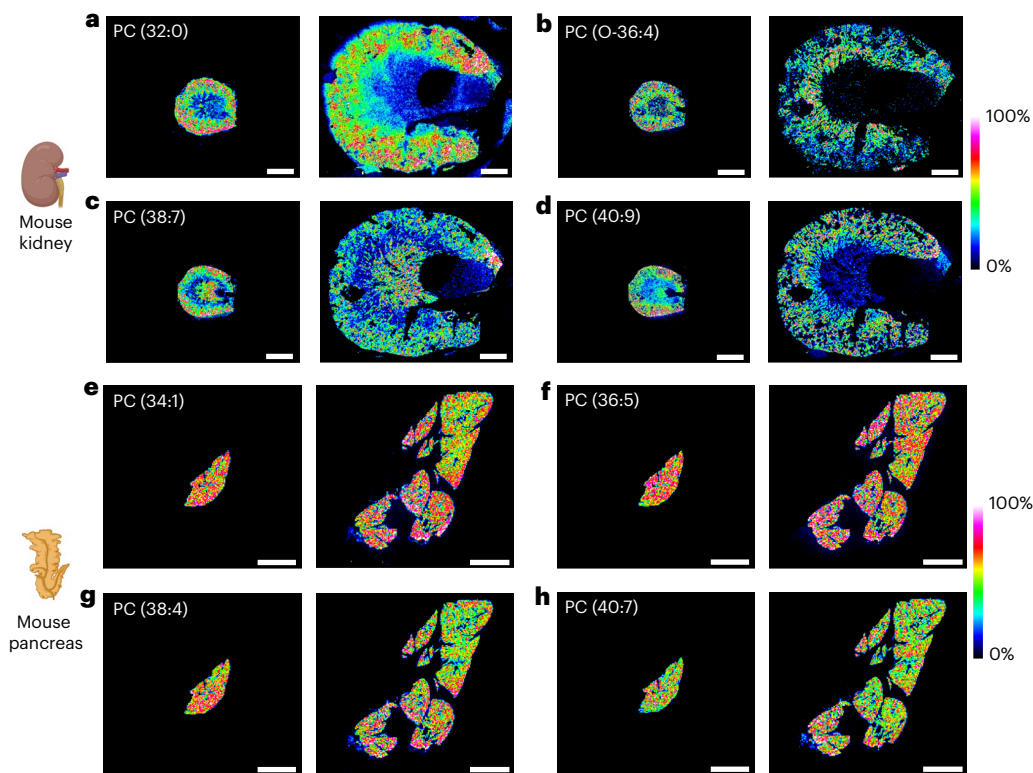 a
PC (32:0)
b
PC (O-36:4)
100%
0%
Mouse
kidney
c
PC (38:7)
d
PC (40:9)
e
PC (34:1)
f
PC (36:5)
100%
0%
Mouse
pancreas
g
PC (38:4)
h
PC (40:7)